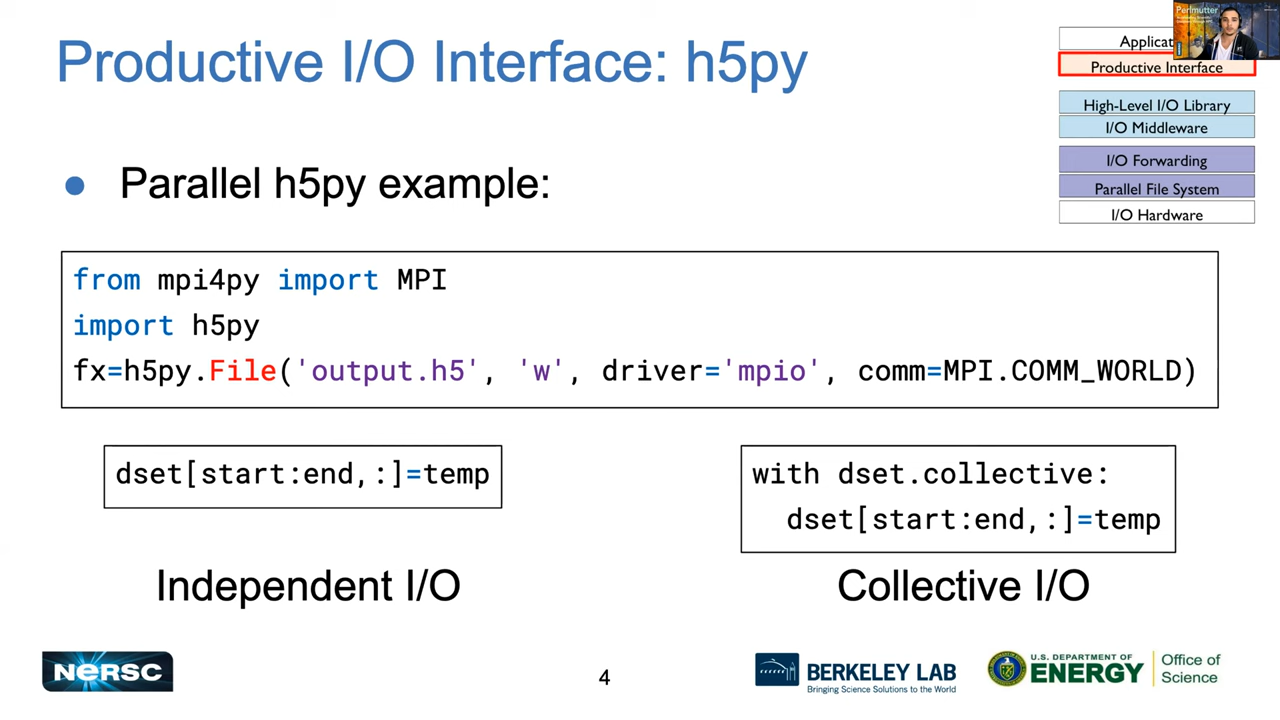 Productive I/O Interface: h5py
Perlmutter
Productive Interface
High-Level I/O Library
I/O Middleware
I/O Forwarding
Parallel File System
I/O Hardware
● Parallel h5py example:
from mpi4py import MPI
import h5py
fx=h5py.File('output.h5', 'w', driver='mpio', comm=MPI.COMM_WORLD)
dset[start:end,:]=temp
with dset.collective:
dset[start:end,:]=temp
Independent I/O
Collective I/O
NERSC
4
BERKELEY LAB
Bringing Science Solutions to the World
U.S. DEPARTMENT OF
ENERGY
Office of
Science